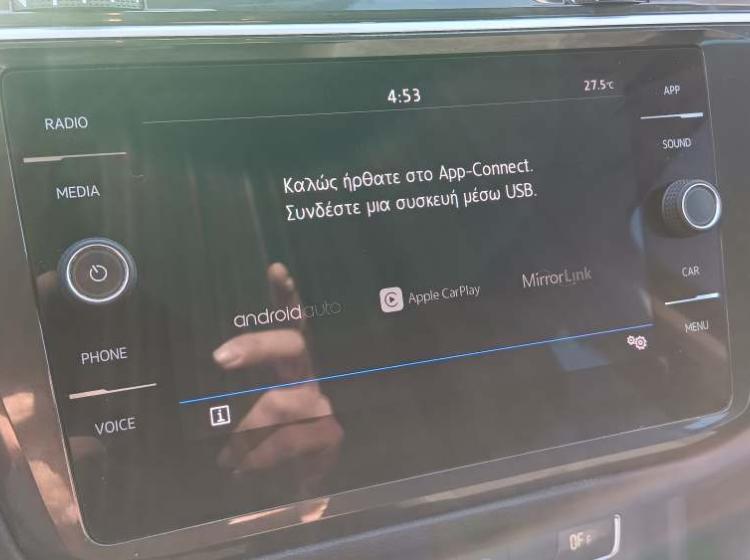 4:53
27.5°C
RADIO
MEDIA
PHONE
VOICE
Καλώς ήρθατε στο App-Connect.
Συνδέστε μια συσκευή μέσω USB.
androidauto
Apple CarPlay
MirrorLink
i
APP
SOUND
CAR
MENU
OFF